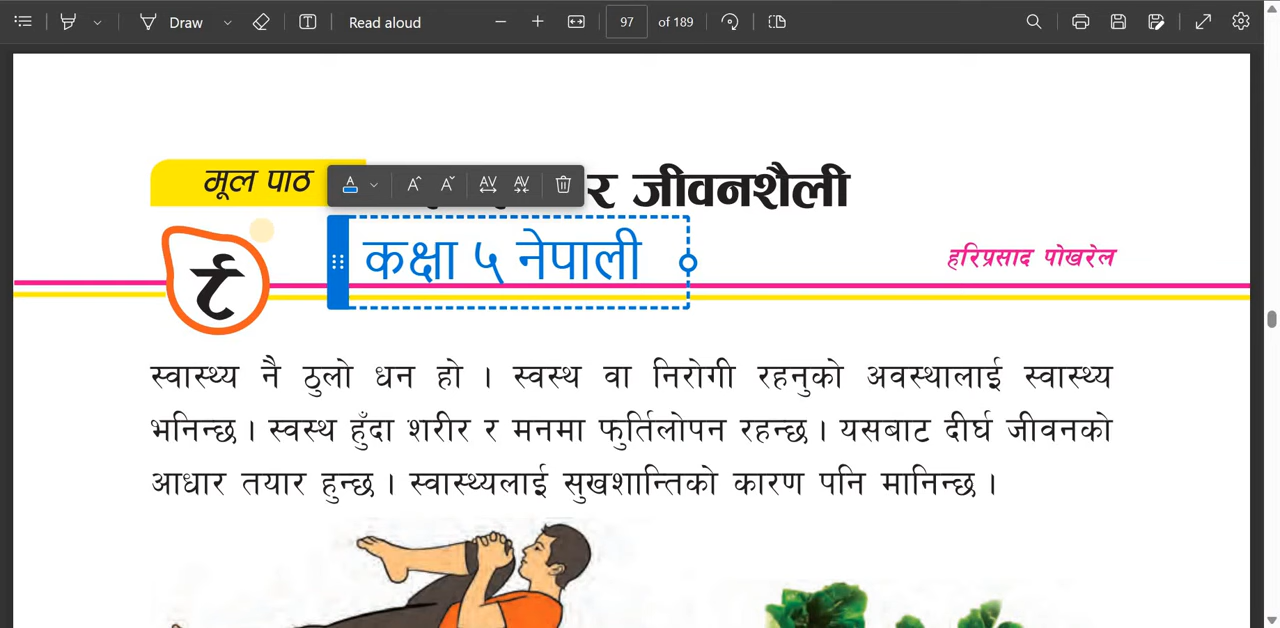 Draw
Read aloud
97 of 189
मूल पाठ
र जीवनशैली
कक्षा ५ नेपाली
हरिप्रसाद पोखरेल
स्वास्थ्य नै ठुलो धन हो । स्वस्थ वा निरोगी रहनुको अवस्थालाई स्वास्थ्य
भनिन्छ । स्वस्थ हुँदा शरीर र मनमा फुर्तिलोपन रहन्छ । यसबाट दीर्घ जीवनको
आधार तयार हुन्छ । स्वास्थ्यलाई सुखशान्तिको कारण पनि मानिन्छ ।